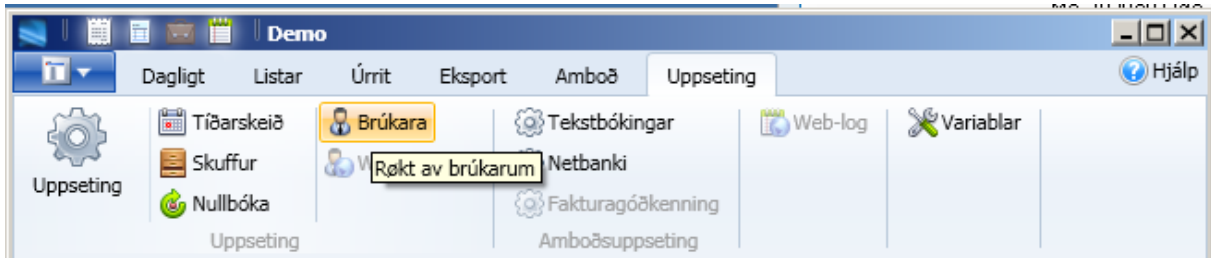 Demo
Dagligt Listar Úrrit Eksport Amboð Uppseting Hjálp
Uppseting
Tíðarskeið
Skuffur
Nullbóka
Uppseting
Brúkara
W
Røkt av brúkarum
Tekstbókingar
Netbanki
Fakturagóðkenning
Amboðsuppseting
Web-log
Variablar